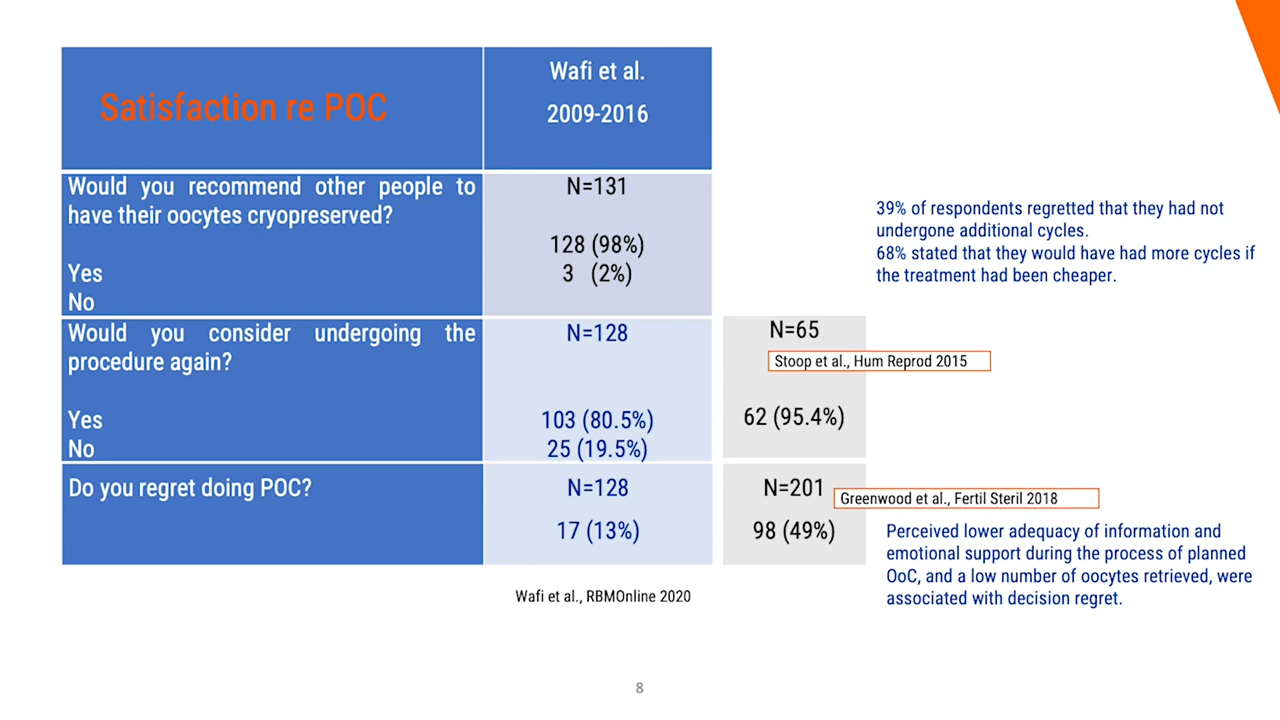 Satisfaction re POC
Wafi et al.
2009-2016
Would you recommend other people to
have their oocytes cryopreserved?
Yes
No
N=131
128 (98%)
3 (2%)
39% of respondents regretted that they had not
undergone additional cycles.
68% stated that they would have had more cycles if
the treatment had been cheaper.
Would you consider undergoing the
procedure again?
Yes
No
N=128
103 (80.5%)
25 (19.5%)
N=65
Stoop et al., Hum Reprod 2015
62 (95.4%)
Do you regret doing POC?
N=128
17 (13%)
N=201
98 (49%)
Greenwood et al., Fertil Steril 2018
Perceived lower adequacy of information and
emotional support during the process of planned
OoC, and a low number of oocytes retrieved, were
associated with decision regret.
Wafi et al., RBMOnline 2020
8